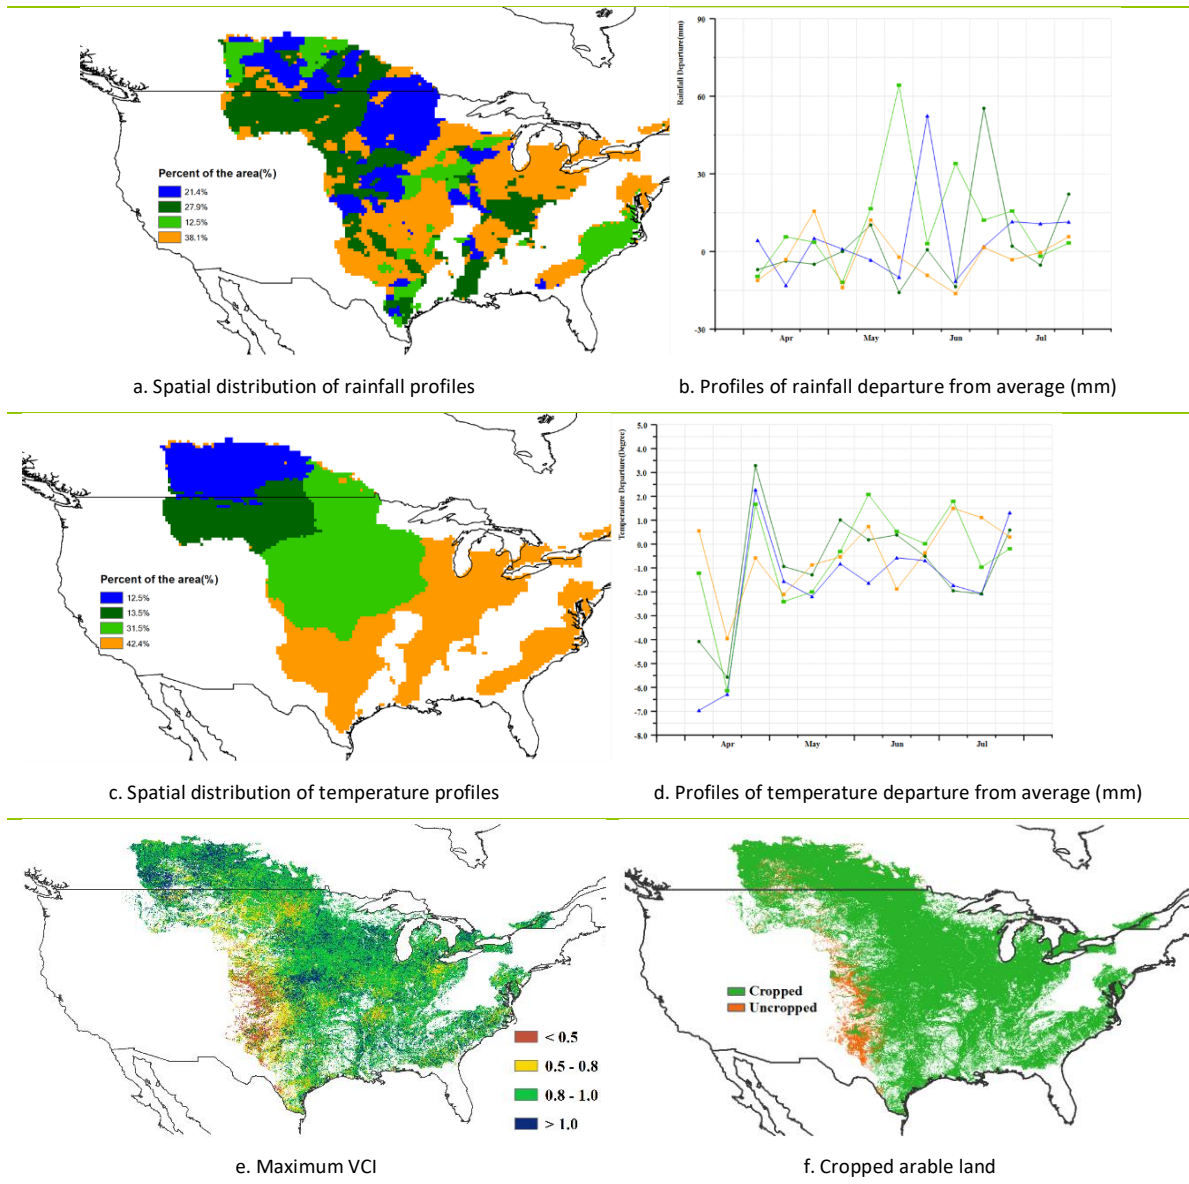 Percent of the area(%)
21.4%
27.9%
12.5%
38.1%
Rainfall Departure(mm)
90
60
30
0
-30
Apr
May
Jun
Jul
a. Spatial distribution of rainfall profiles
b. Profiles of rainfall departure from average (mm)
Percent of the area(%)
12.5%
13.5%
31.5%
42.4%
Temperature Departure(Degree)
5.0
4.0
3.0
2.0
1.0
0.0
-1.0
-2.0
-3.0
-4.0
-5.0
-6.0
-7.0
-8.0
Apr
May
Jun
Jul
c. Spatial distribution of temperature profiles
d. Profiles of temperature departure from average (mm)
< 0.5
0.5 - 0.8
0.8 - 1.0
> 1.0
Cropped
Uncropped
e. Maximum VCI
f. Cropped arable land